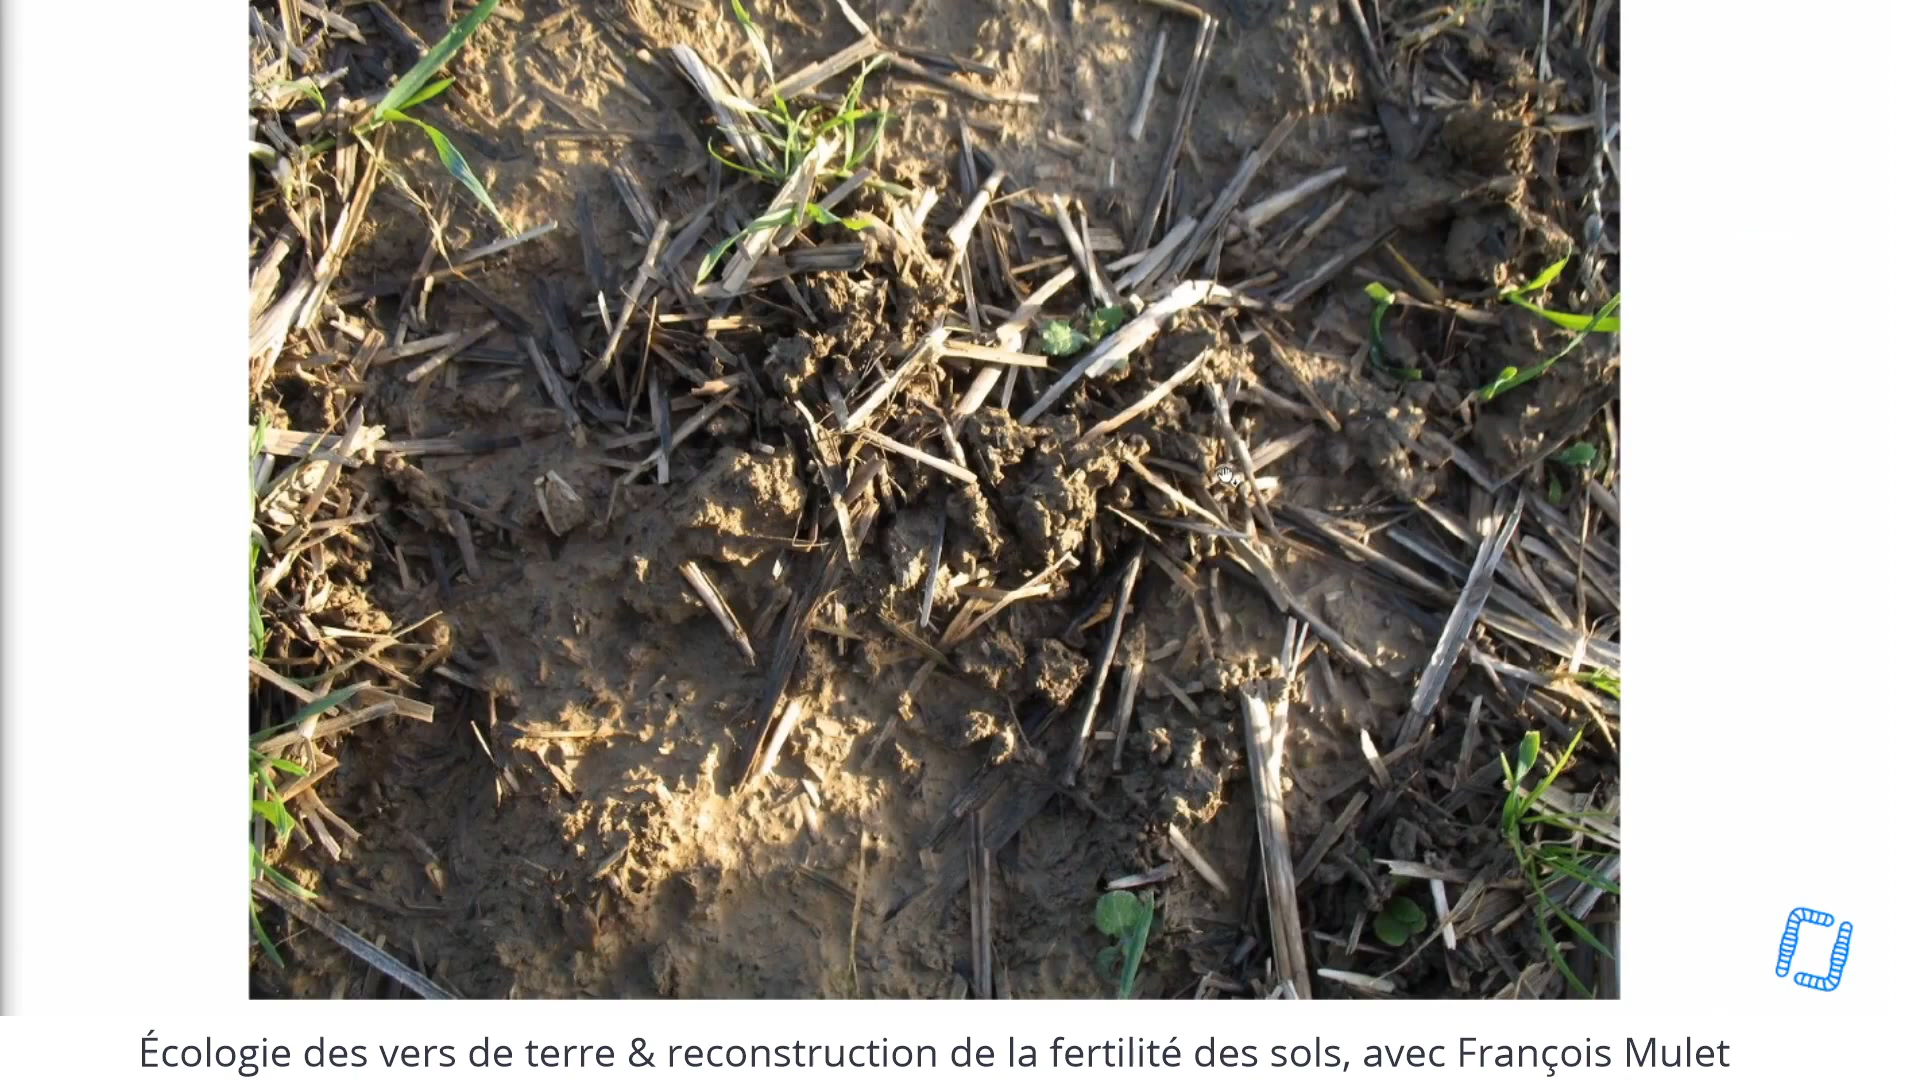 Écologie des vers de terre & reconstruction de la fertilité des sols, avec François Mulet